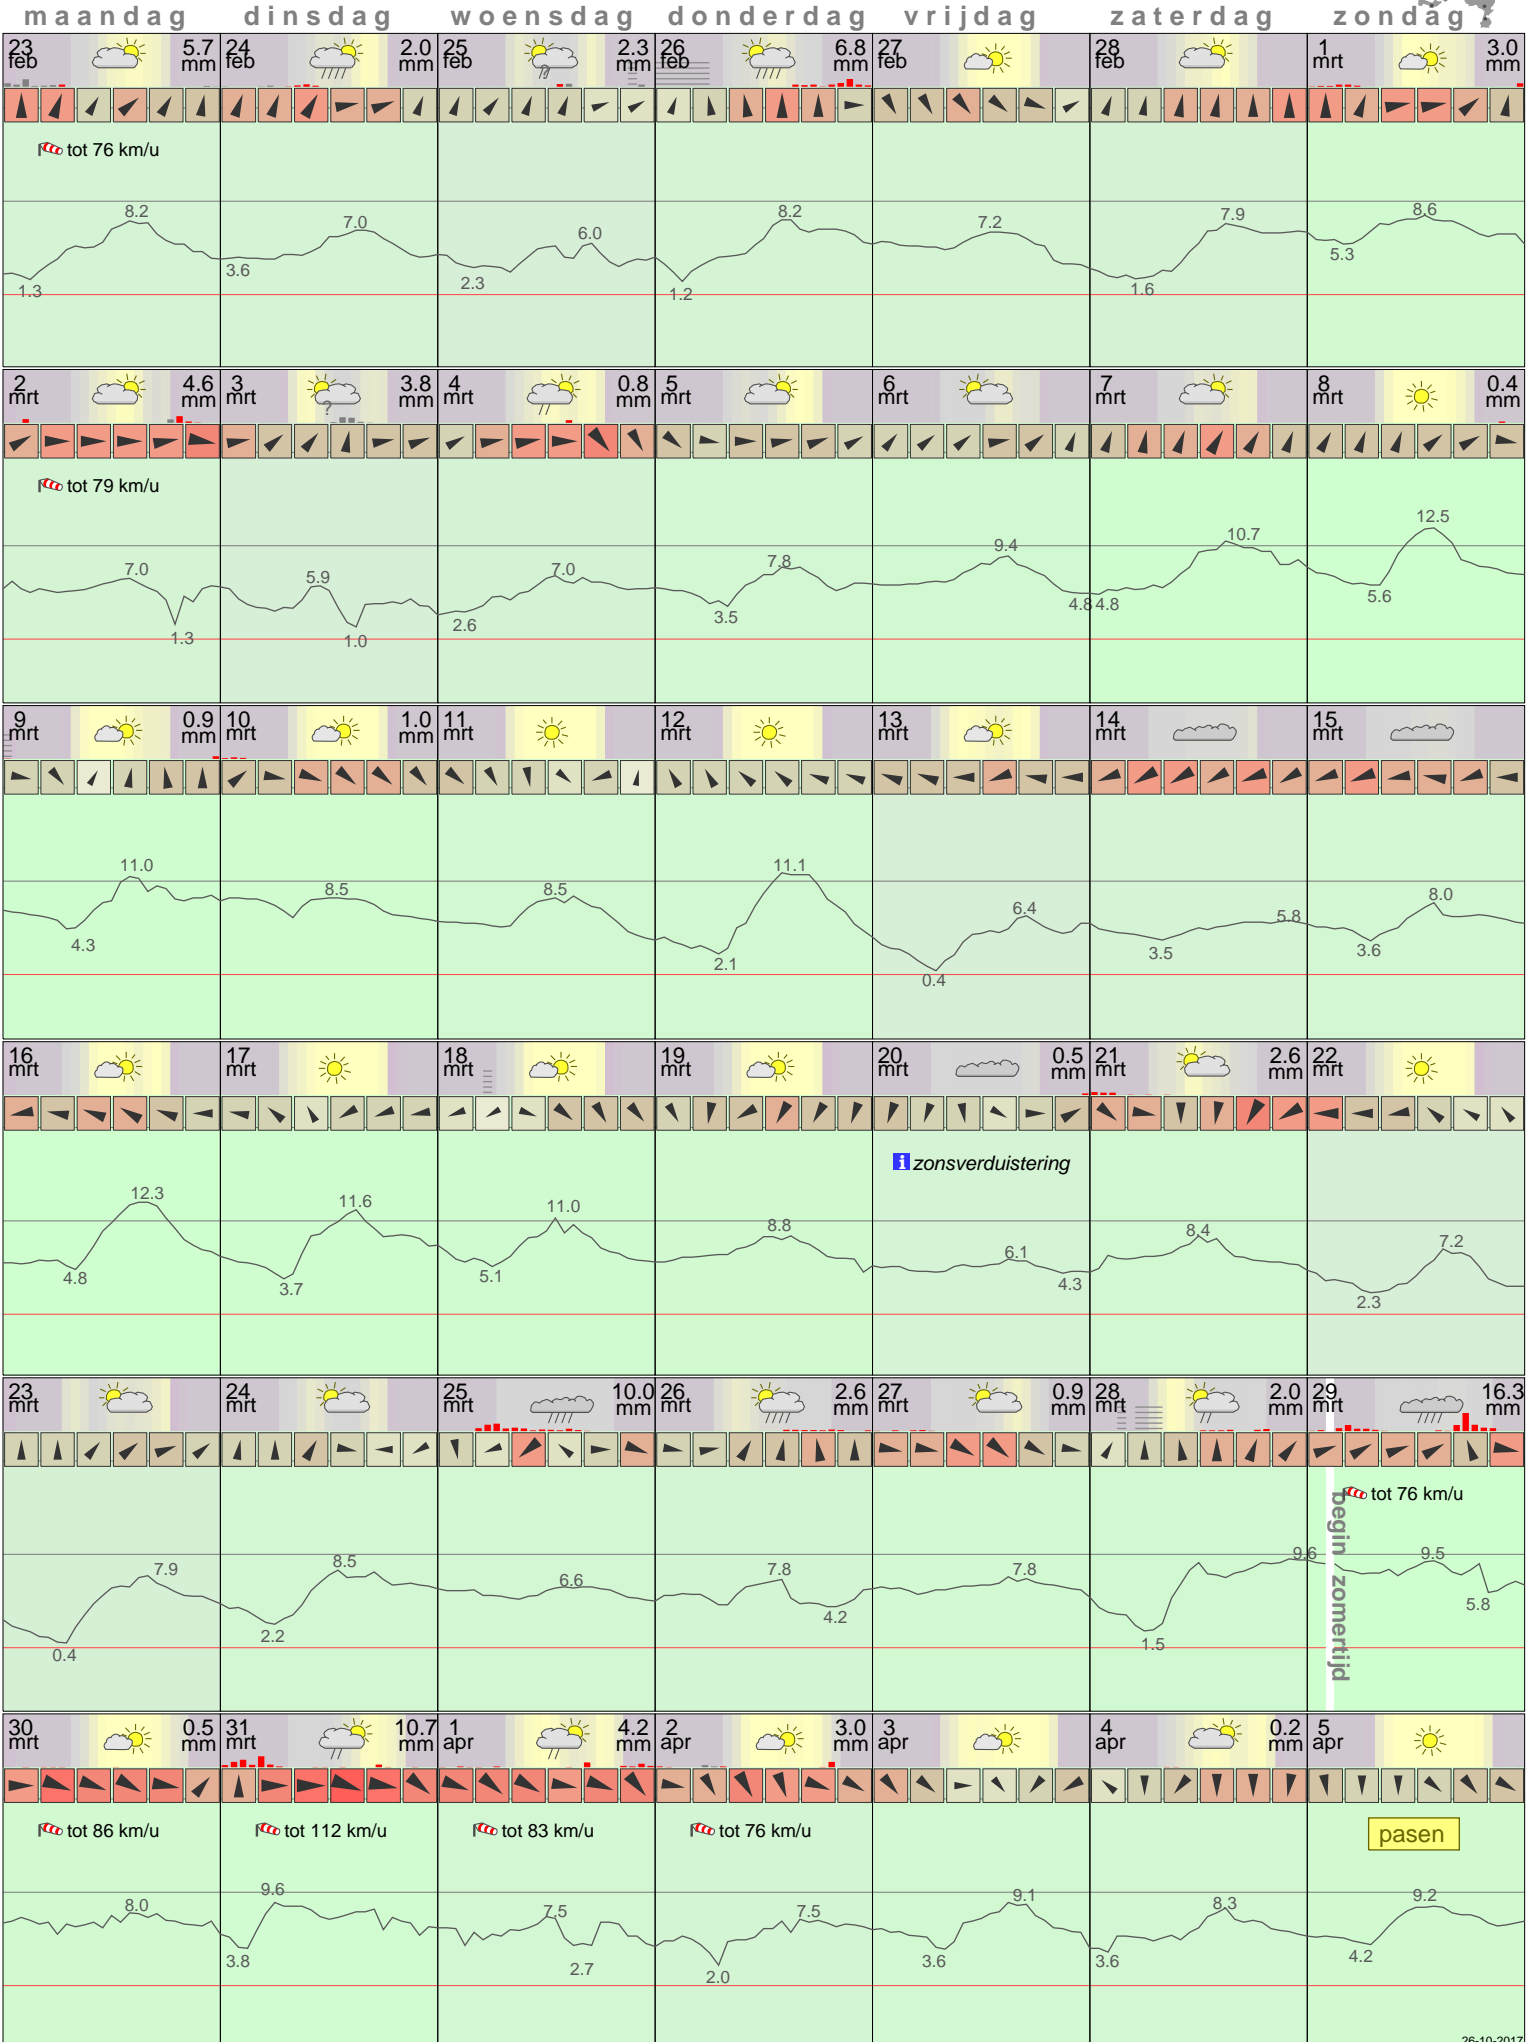 maandag dinsdag woensdag donderdag vrijdag zaterdag zondag
23 feb 5.7 mm 24 feb 2.0 mm 25 feb ? 2.3 mm 26 feb 6.8 mm 27 feb 28 feb 1 mrt 3.0 mm
tot 76 km/u
8.2 7.0 6.0 8.2 7.2 7.9 8.6
1.3 3.6 2.3 1.2 1.6 5.3
2 mrt 4.6 mm 3 mrt ? 3.8 mm 4 mrt 0.8 mm 5 mrt 6 mrt 7 mrt 8 mrt 0.4 mm
tot 79 km/u
7.0 5.9 7.0 7.8 9.4 10.7 12.5
1.3 1.0 2.6 3.5 4.8 4.8 5.6
9 mrt 0.9 mm 10 mrt 1.0 mm 11 mrt 12 mrt 13 mrt 14 mrt 15 mrt
11.0 8.5 8.5 11.1 6.4 5.8 8.0
4.3 2.1 0.4 3.5 3.6
16 mrt 17 mrt 18 mrt 19 mrt 20 mrt 0.5 mm 21 mrt 2.6 mm 22 mrt
i zonsverduistering
12.3 11.6 11.0 8.8 6.1 8.4 7.2
4.8 3.7 5.1 4.3 2.3
23 mrt 24 mrt 25 mrt 10.0 mm 26 mrt 2.6 mm 27 mrt 0.9 mm 28 mrt 2.0 mm 29 mrt 16.3 mm
tot 76 km/u
begin zomertijd
7.9 8.5 6.6 7.8 7.8 9.6 9.5
0.4 2.2 4.2 1.5 5.8
30 mrt 0.5 mm 31 mrt 10.7 mm 1 apr 4.2 mm 2 apr 3.0 mm 3 apr 4 apr 0.2 mm 5 apr
tot 86 km/u tot 112 km/u tot 83 km/u tot 76 km/u pasen
8.0 9.6 7.5 7.5 9.1 8.3 9.2
3.8 2.7 2.0 3.6 3.6 4.2
26-10-2017